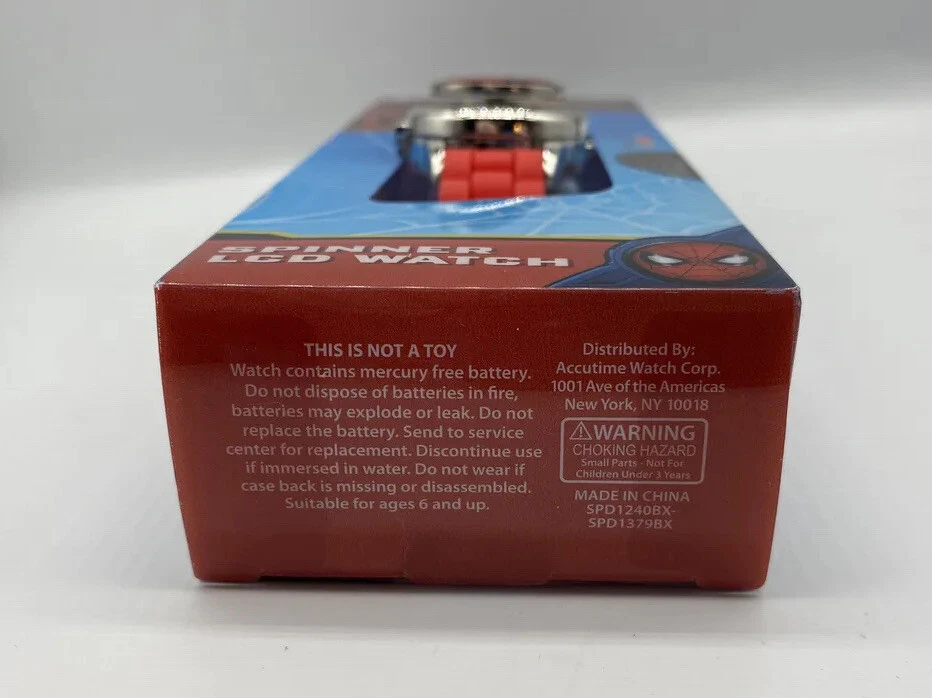 SPINNER
LCD WATCH
THIS IS NOT A TOY
Watch contains mercury free battery.
Do not dispose of batteries in fire,
batteries may explode or leak. Do not
replace the battery. Send to service
center for replacement. Discontinue use
if immersed in water. Do not wear if
case back is missing or disassembled.
Suitable for ages 6 and up.
Distributed By:
Accutime Watch Corp.
1001 Ave of the Americas
New York, NY 10018
⚠WARNING
CHOKING HAZARD
Small Parts - Not For
Children Under 3 Years
MADE IN CHINA
SPD1240BX-
SPD1379BX